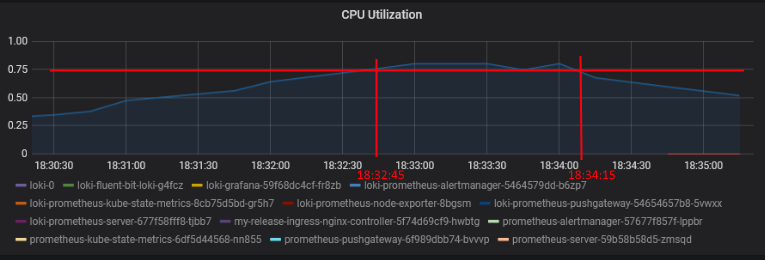 CPU Utilization
1.00
0.75
0.50
0.25
0
18:30:30 18:31:00 18:31:30 18:32:00 18:32:30 18:33:00 18:33:30 18:34:00 18:34:30 18:35:00
18:32:45 18:34:15
loki-0 loki-fluent-bit-loki-g4fcz loki-grafana-59f68dc4cf-fr8zb loki-prometheus-alertmanager-5464579dd-b6zp7
loki-prometheus-kube-state-metrics-8cb75d5bd-gr5h7 loki-prometheus-node-exporter-8bgsm loki-prometheus-pushgateway-54654657b8-5vwxx
loki-prometheus-server-677f58fff8-tjbb7 my-release-ingress-nginx-controller-5f74d69cf9-hwbtg prometheus-alertmanager-57677f857f-lppbr
prometheus-kube-state-metrics-6df5d44568-nn855 prometheus-pushgateway-6f989dbb74-bvvvp prometheus-server-59b58b58d5-zmsqd